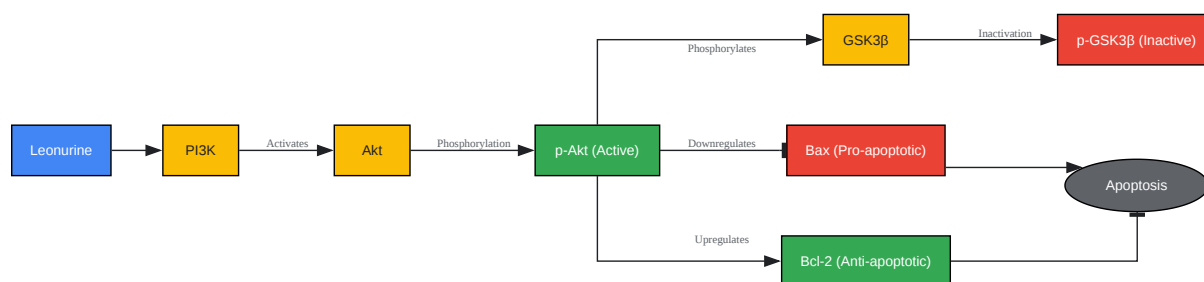 GSK3β
Inactivation
p-GSK3β (Inactive)
Phosphorylates
Leonurine
PI3K
Activates
Akt
Phosphorylation
p-Akt (Active)
Downregulates
Bax (Pro-apoptotic)
Apoptosis
Upregulates
Bcl-2 (Anti-apoptotic)